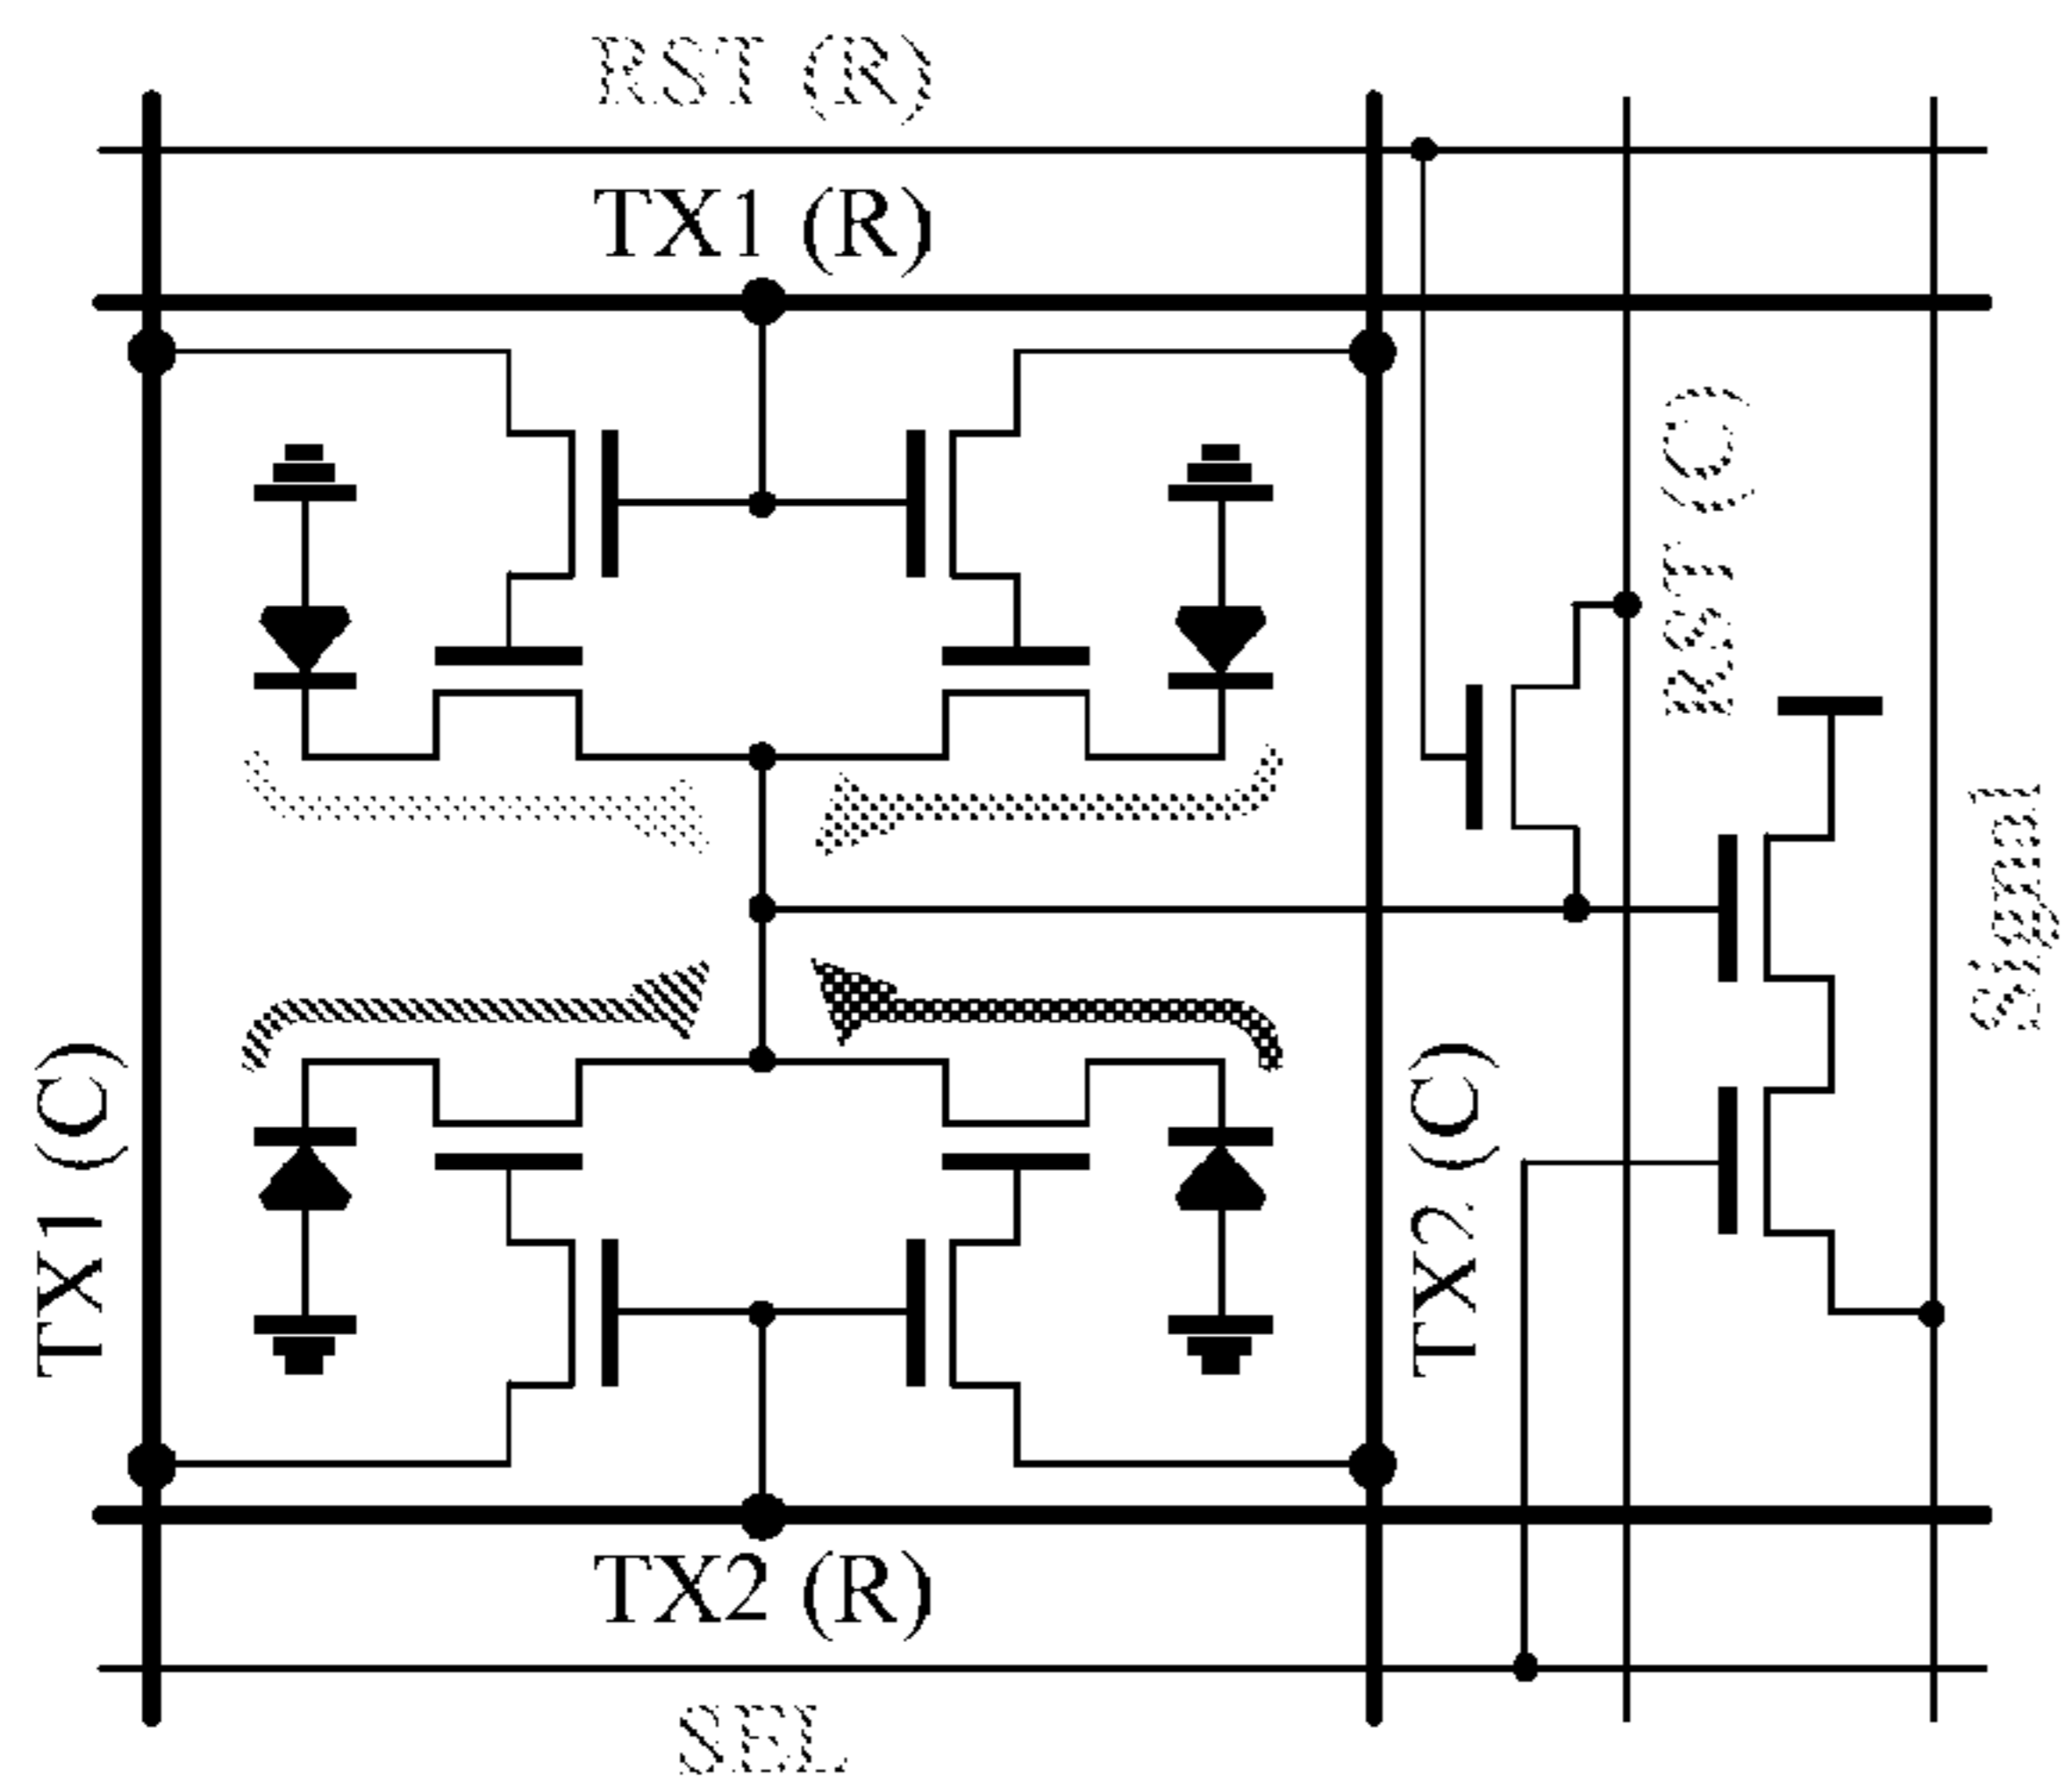 RST (R)
TX1 (R)
RST (C)
Signal
TX1 (C)
TX2 (C)
TX2 (R)
SEL